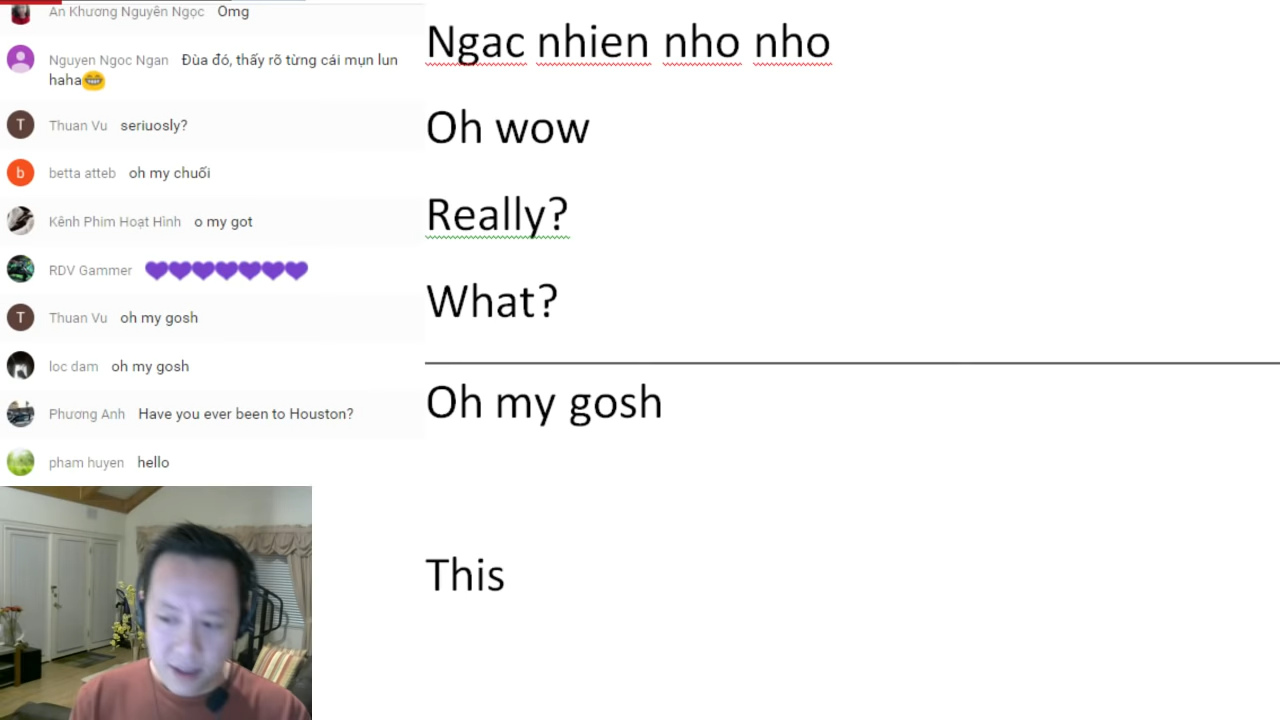 An Khương Nguyên Ngọc Omg
Nguyen Ngoc Ngan Đùa đó, thấy rõ từng cái mụn lun
haha
T Thuan Vu seriuosly?
b betta atteb oh my chuối
Kênh Phim Hoạt Hình o my got
RDV Gammer
T Thuan Vu oh my gosh
loc dam oh my gosh
Phương Anh Have you ever been to Houston?
pham huyen hello
Ngac nhien nho nho
Oh wow
Really?
What?
Oh my gosh
This